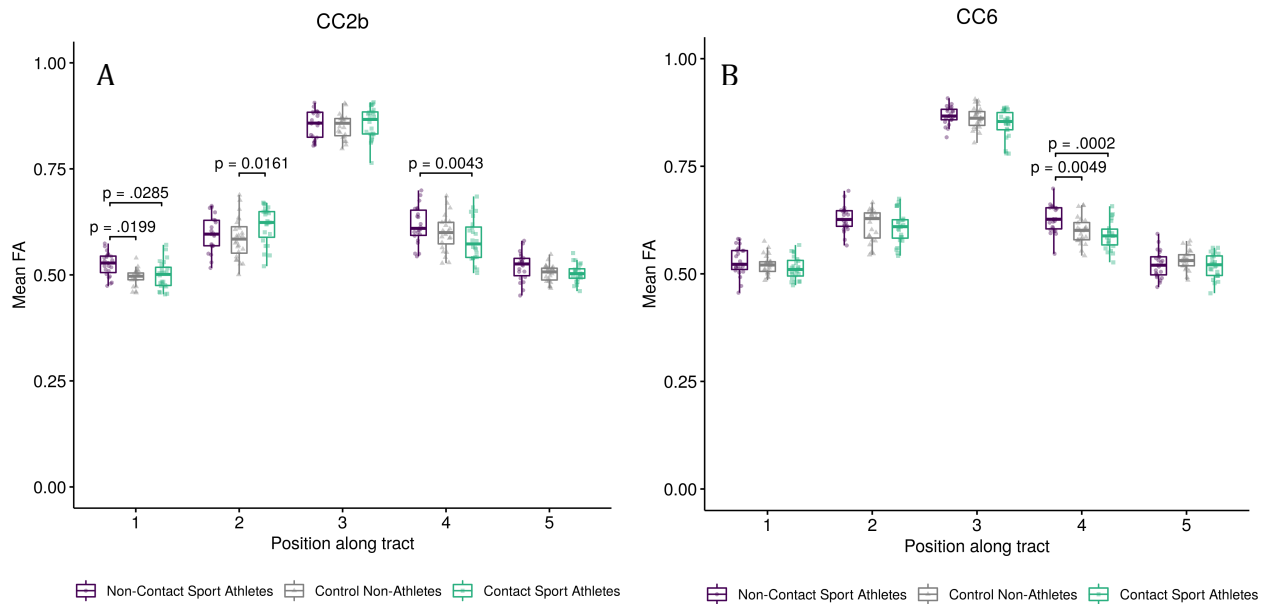 CC2b
A
1.00
0.75
0.50
0.25
0.00
Mean FA
p = .0285
p = .0199
p = 0.0161
p = 0.0043
1 2 3 4 5
Position along tract
Non-Contact Sport Athletes Control Non-Athletes Contact Sport Athletes
CC6
B
1.00
0.75
0.50
0.25
0.00
Mean FA
p = .0002
p = 0.0049
1 2 3 4 5
Position along tract
Non-Contact Sport Athletes Control Non-Athletes Contact Sport Athletes